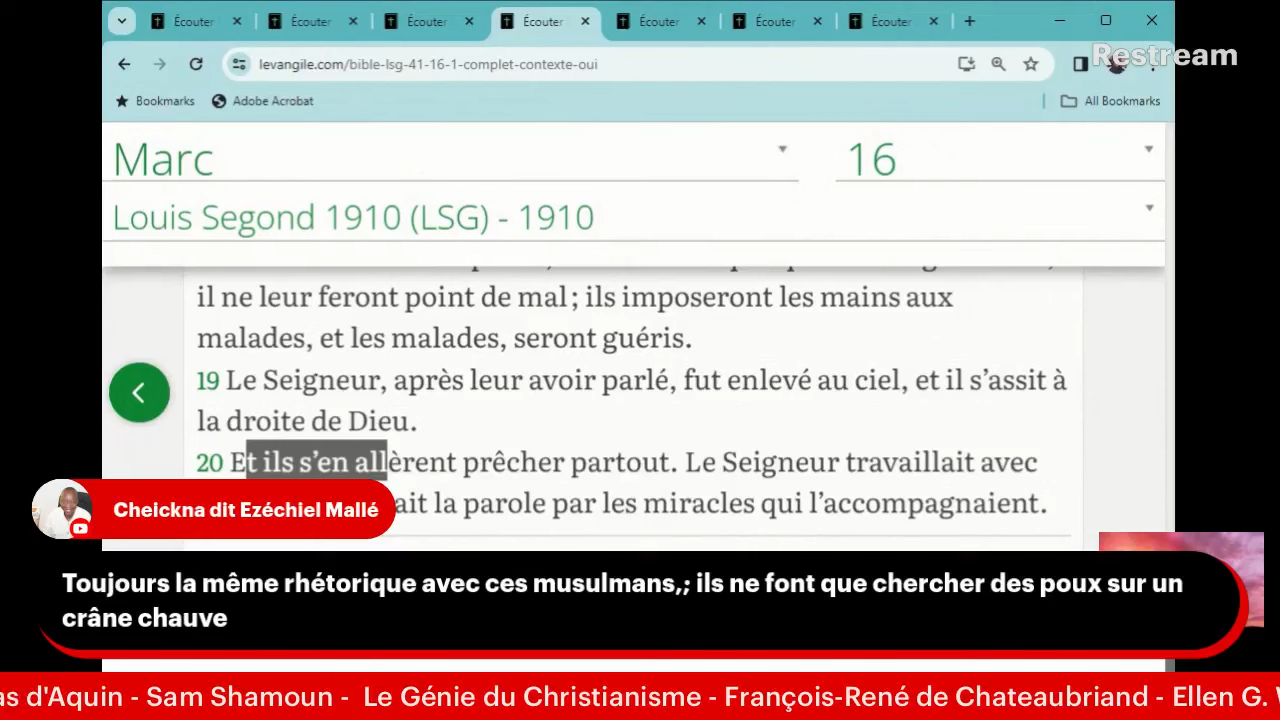 Écouter
Écouter
Écouter
Écouter
Écouter
Écouter
Écouter
levangile.com/bible-lsg-41-16-1-complet-contexte-oui
Restream
Bookmarks
Adobe Acrobat
All Bookmarks
Marc
16
Louis Segond 1910 (LSG) - 1910
il ne leur feront point de mal; ils imposeront les mains aux
malades, et les malades, seront guéris.
19 Le Seigneur, après leur avoir parlé, fut enlevé au ciel, et il s’assit à
la droite de Dieu.
20 Et ils s’en allèrent prêcher partout. Le Seigneur travaillait avec
ait la parole par les miracles qui l’accompagnaient.
Cheickna dit Ezéchiel Mallé
Toujours la même rhétorique avec ces musulmans,; ils ne font que chercher des poux sur un
crâne chauve
as d'Aquin - Sam Shamoun - Le Génie du Christianisme - François-René de Chateaubriand - Ellen G.